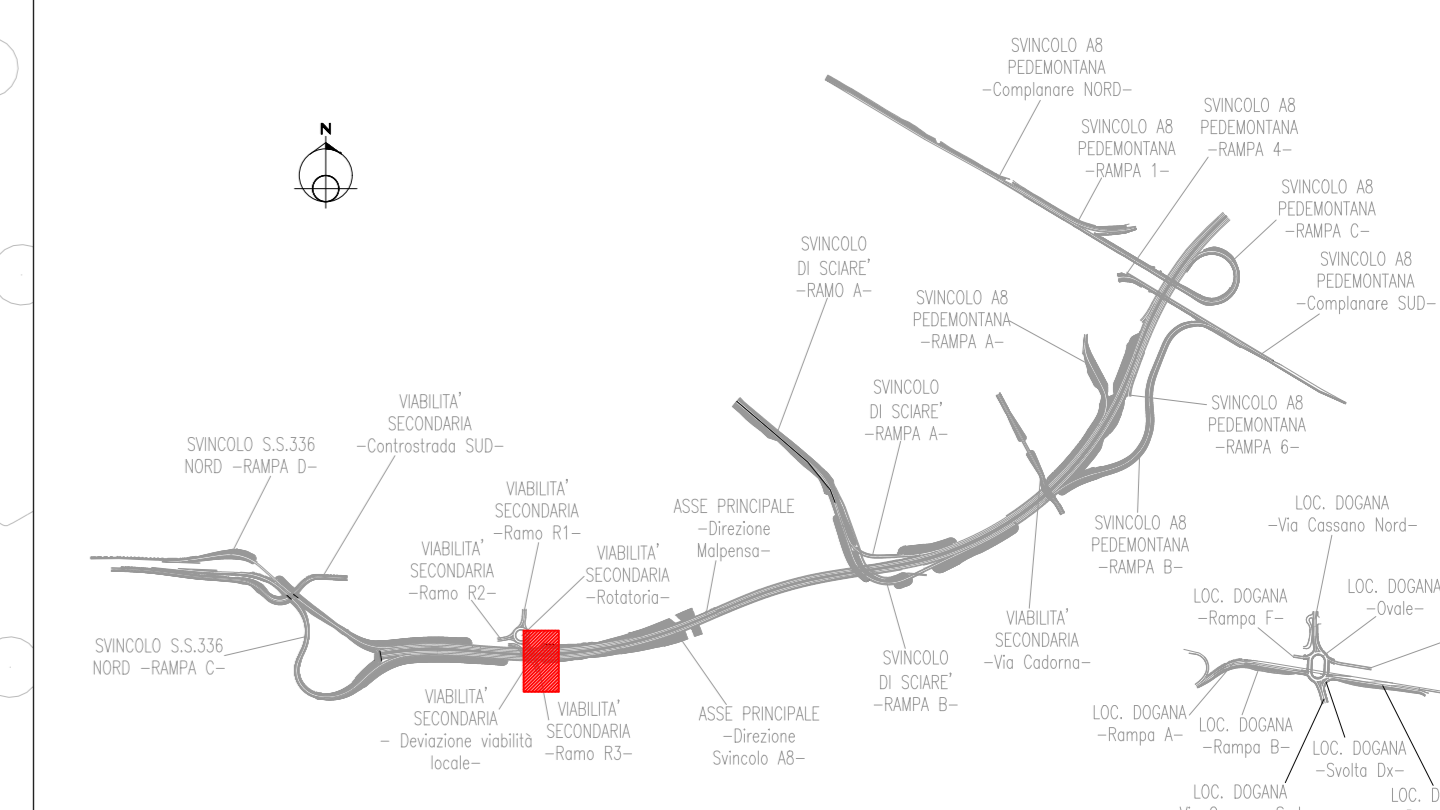 SVINCOLO A8
PEDEMONTANA
-Complanare NORD-
SVINCOLO A8
PEDEMONTANA
-RAMPA 4-
SVINCOLO A8
PEDEMONTANA
-RAMPA 1-
N
SVINCOLO A8
PEDEMONTANA
-RAMPA C-
SVINCOLO
DI SCIARE'
-RAMO A-
SVINCOLO A8
PEDEMONTANA
-Complanare SUD-
SVINCOLO A8
PEDEMONTANA
-RAMPA A-
SVINCOLO
DI SCIARE'
-RAMPA A-
VIABILITA'
SECONDARIA
-Controstrada SUD-
SVINCOLO A8
PEDEMONTANA
-RAMPA 6-
SVINCOLO S.S.336
NORD -RAMPA D-
VIABILITA'
SECONDARIA
-Ramo R1-
ASSE PRINCIPALE
-Direzione
Malpensa-
LOC. DOGANA
-Via Cassano Nord-
SVINCOLO A8
PEDEMONTANA
-RAMPA B-
VIABILITA'
SECONDARIA
-Ramo R2-
VIABILITA'
SECONDARIA
-Rotatoria-
LOC. DOGANA
-Ovale-
LOC. DOGANA
-Rampa F-
VIABILITA'
SECONDARIA
-Via Cadorna-
SVINCOLO S.S.336
NORD -RAMPA C-
SVINCOLO
DI SCIARE'
-RAMPA B-
VIABILITA'
SECONDARIA
- Deviazione viabilità
locale-
VIABILITA'
SECONDARIA
-Ramo R3-
ASSE PRINCIPALE
-Direzione
Svincolo A8-
LOC. DOGANA
-Rampa A-
LOC. DOGANA
-Rampa B-
LOC. DOGANA
-Svolta Dx-
LOC. DOGANA
LOC. D